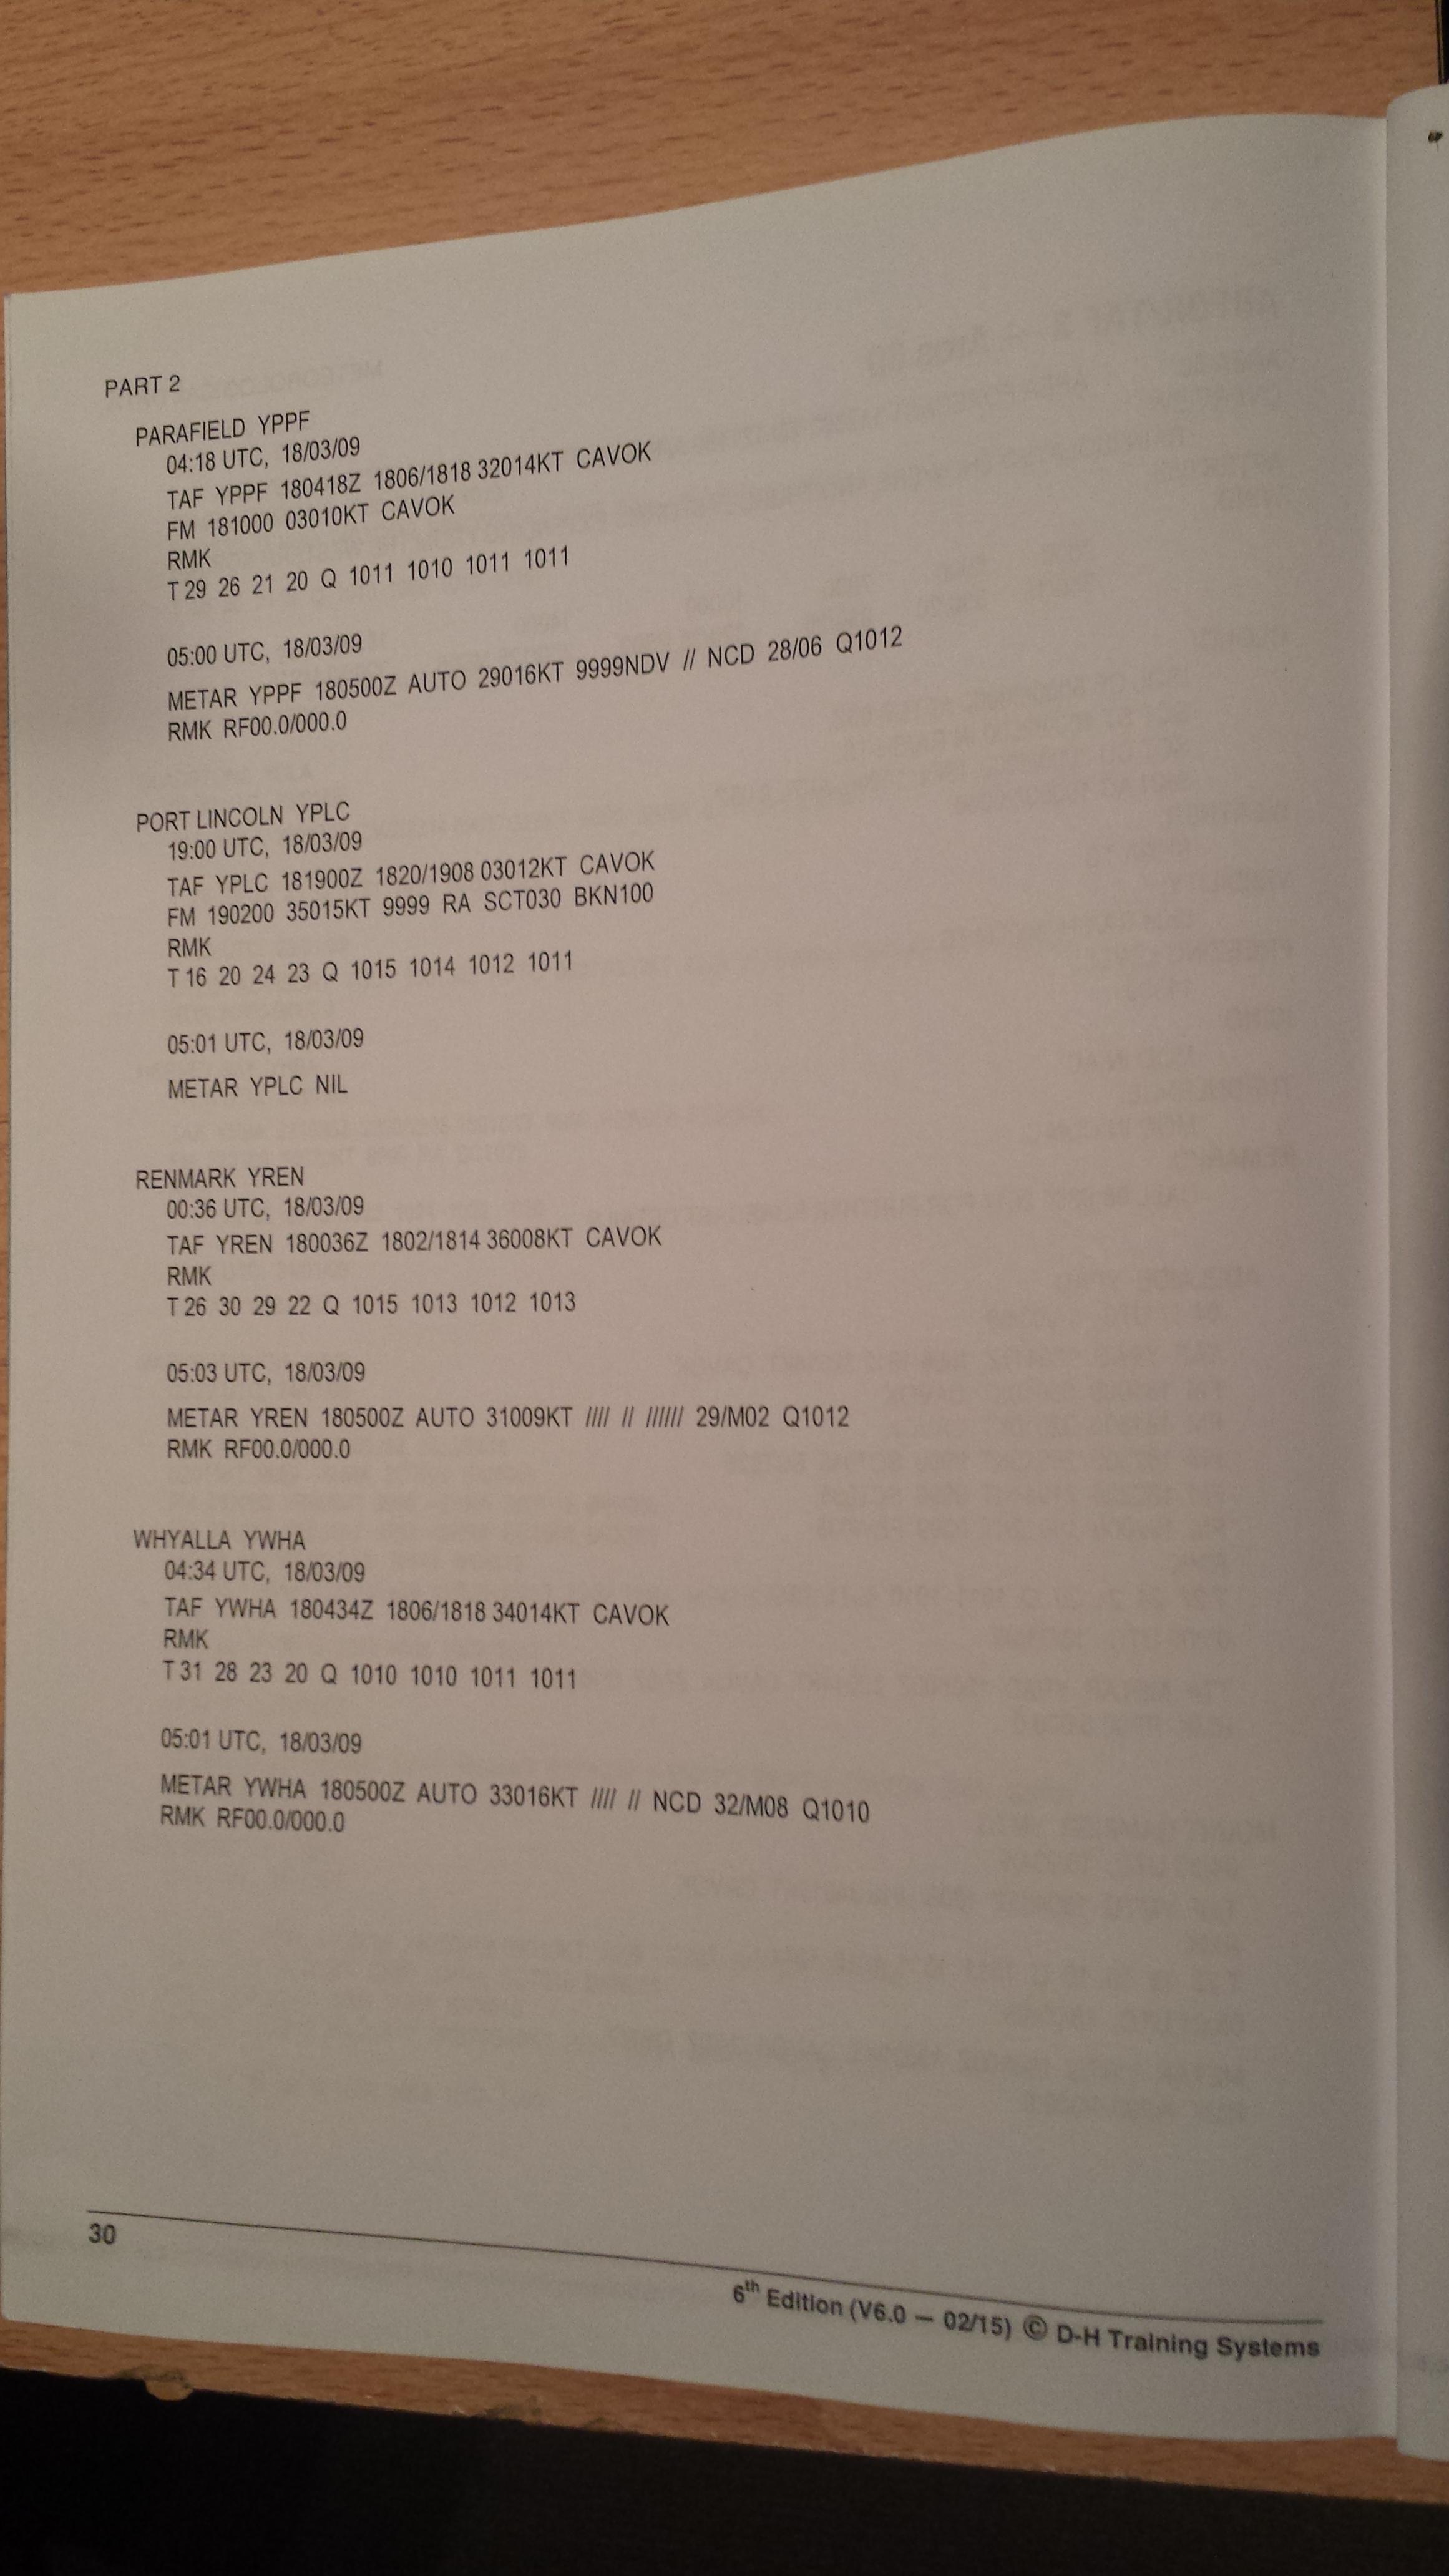 PART 2
PARAFIELD YPPF
04:18 UTC, 18/03/09
TAF YPPF 180418Z 1806/1818 32014KT CAVOK
FM 181000 03010KT CAVOK
RMK
T 29 26 21 20 Q 1011 1010 1011 1011
05:00 UTC, 18/03/09
METAR YPPF 180500Z AUTO 29016KT 9999NDV // NCD 28/06 Q1012
RMK RF00.0/000.0
PORT LINCOLN YPLC
19:00 UTC, 18/03/09
TAF YPLC 181900Z 1820/1908 03012KT CAVOK
FM 190200 35015KT 9999 RA SCT030 BKN100
RMK
T 16 20 24 23 Q 1015 1014 1012 1011
05:01 UTC, 18/03/09
METAR YPLC NIL
RENMARK YREN
00:36 UTC, 18/03/09
TAF YREN 180036Z 1802/1814 36008KT CAVOK
RMK
T 26 30 29 22 Q 1015 1013 1012 1013
05:03 UTC, 18/03/09
METAR YREN 180500Z AUTO 31009KT //// // ////// 29/M02 Q1012
RMK RF00.0/000.0
WHYALLA YWHA
04:34 UTC, 18/03/09
TAF YWHA 180434Z 1806/1818 34014KT CAVOK
RMK
T 31 28 23 20 Q 1010 1010 1011 1011
05:01 UTC, 18/03/09
METAR YWHA 180500Z AUTO 33016KT //// // NCD 32/M08 Q1010
RMK RF00.0/000.0
30
6th Edition (V6.0 – 02/15) © D-H Training Systems